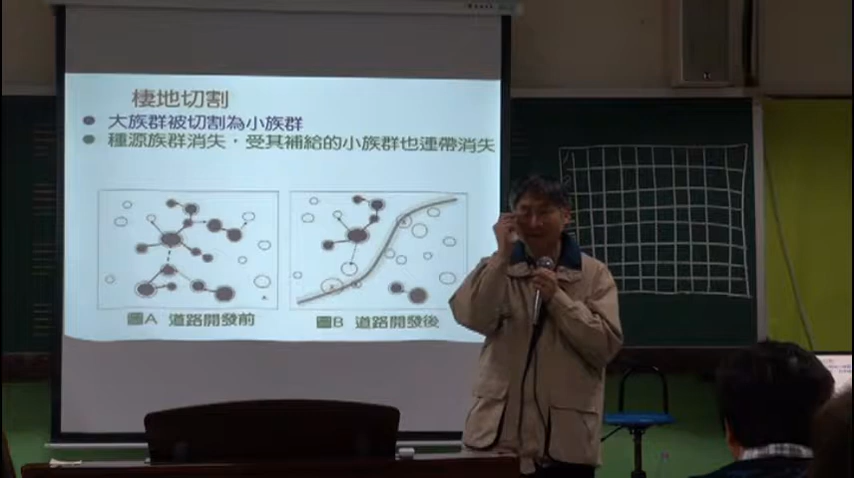 棲地切割
大族群被切割為小族群
種源族群消失，受其補給的小族群也連帶消失
圖A 道路開發前
圖B 道路開發後